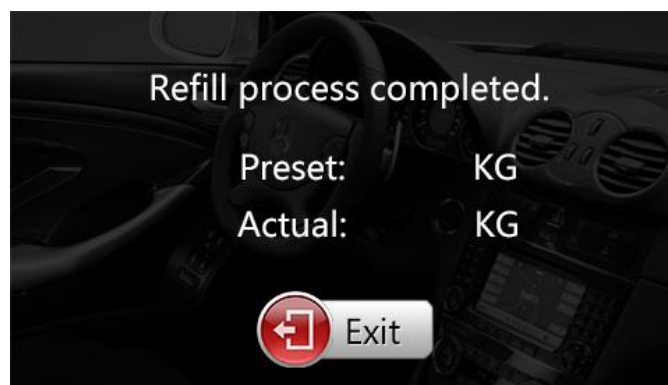 Refill process completed.
Preset: KG
Actual: KG
Exit